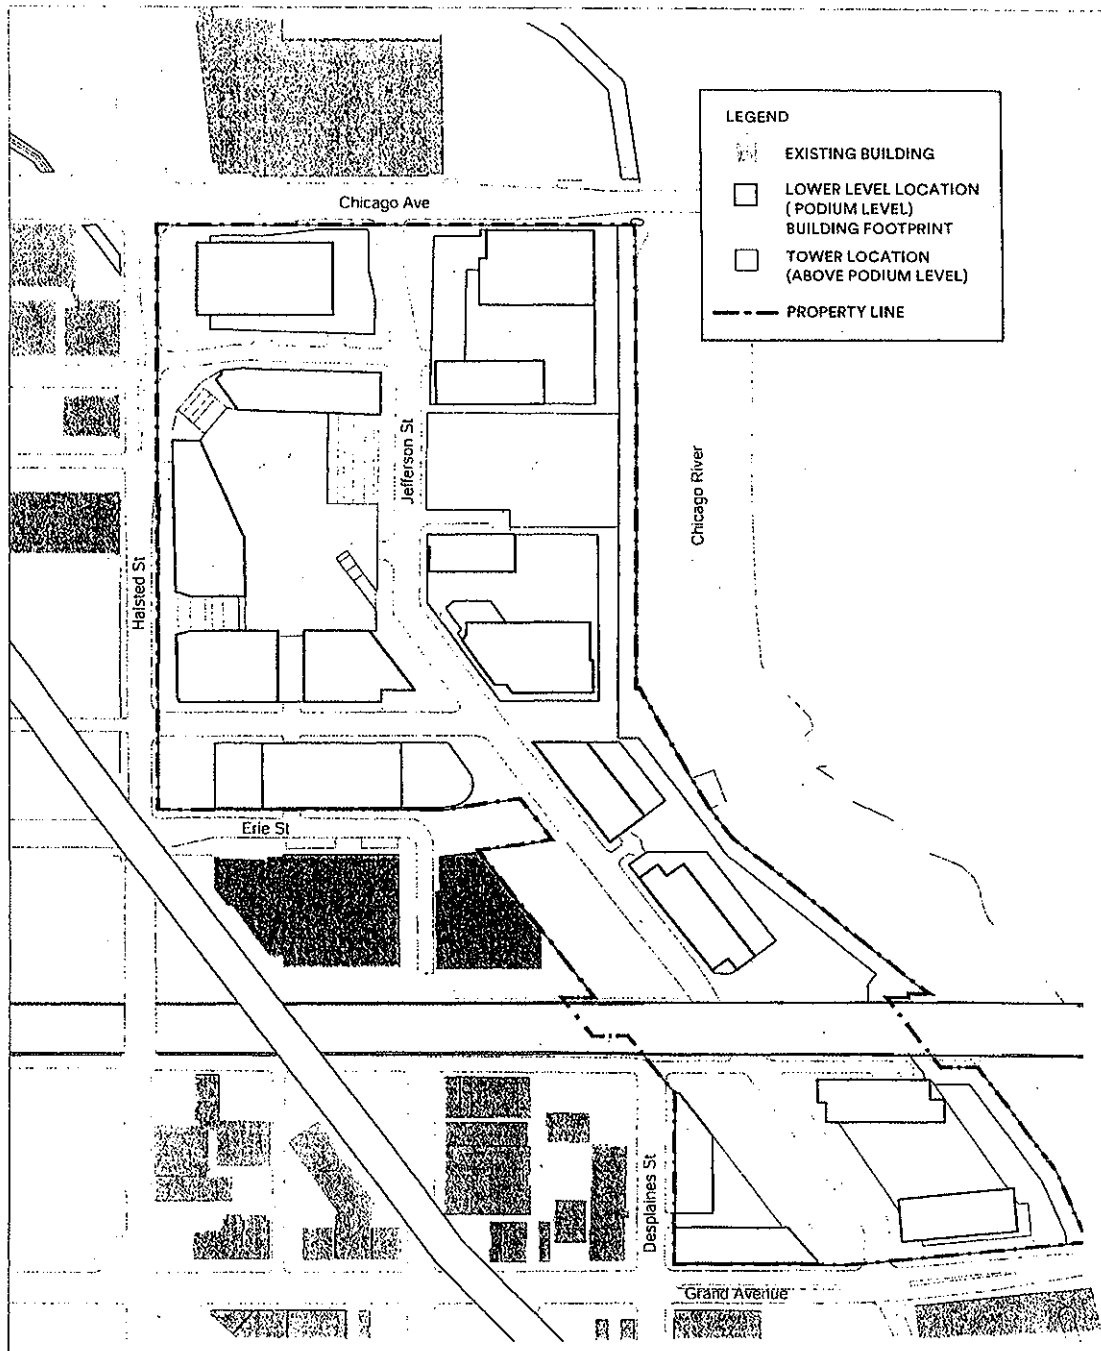 LEGEND
EXISTING BUILDING
LOWER LEVEL LOCATION
( PODIUM LEVEL)
BUILDING FOOTPRINT
TOWER LOCATION
(ABOVE PODIUM LEVEL)
PROPERTY LINE
Chicago Ave
Jefferson St
Chicago River
Halsted St
Erie St
Desplaines St
Grand Avenue